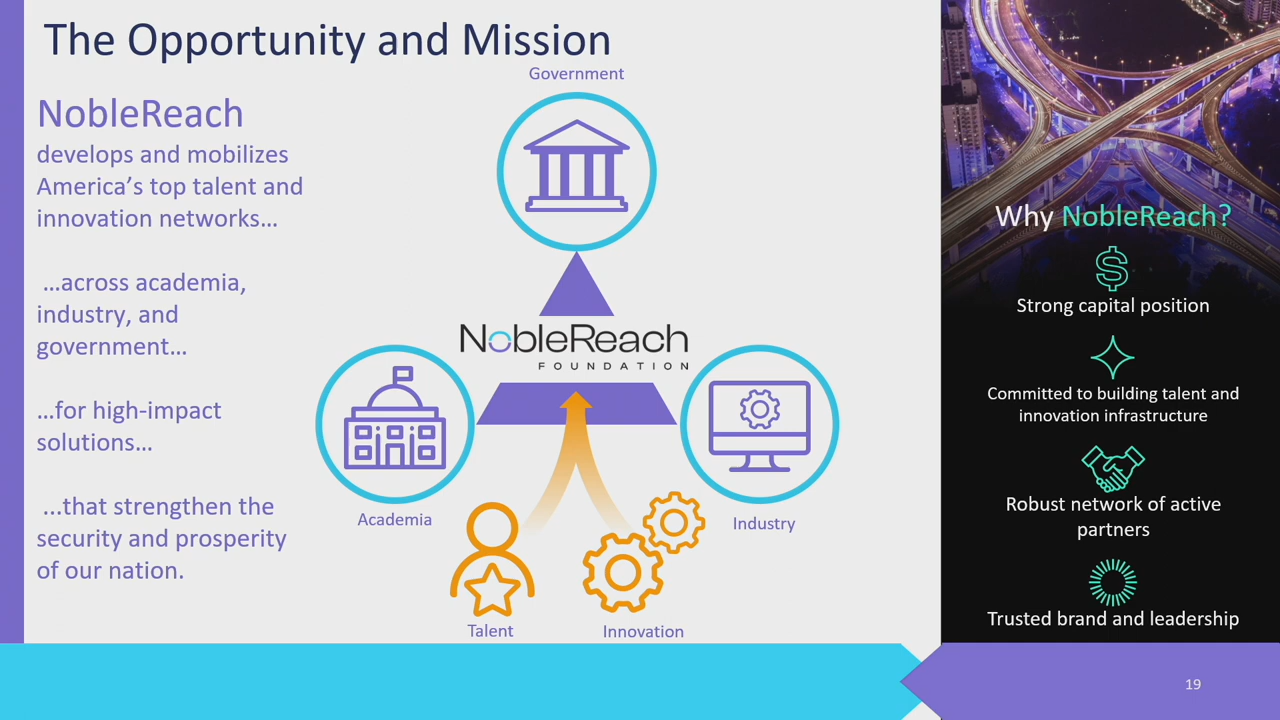 The Opportunity and Mission
NobleReach
develops and mobilizes
America’s top talent and
innovation networks…
…across academia,
industry, and
government…
…for high-impact
solutions…
...that strengthen the
security and prosperity
of our nation.
Government
NobleReach
FOUNDATION
Academia
Industry
Talent
Innovation
Why NobleReach?
$
Strong capital position
Committed to building talent and
innovation infrastructure
Robust network of active
partners
Trusted brand and leadership
19